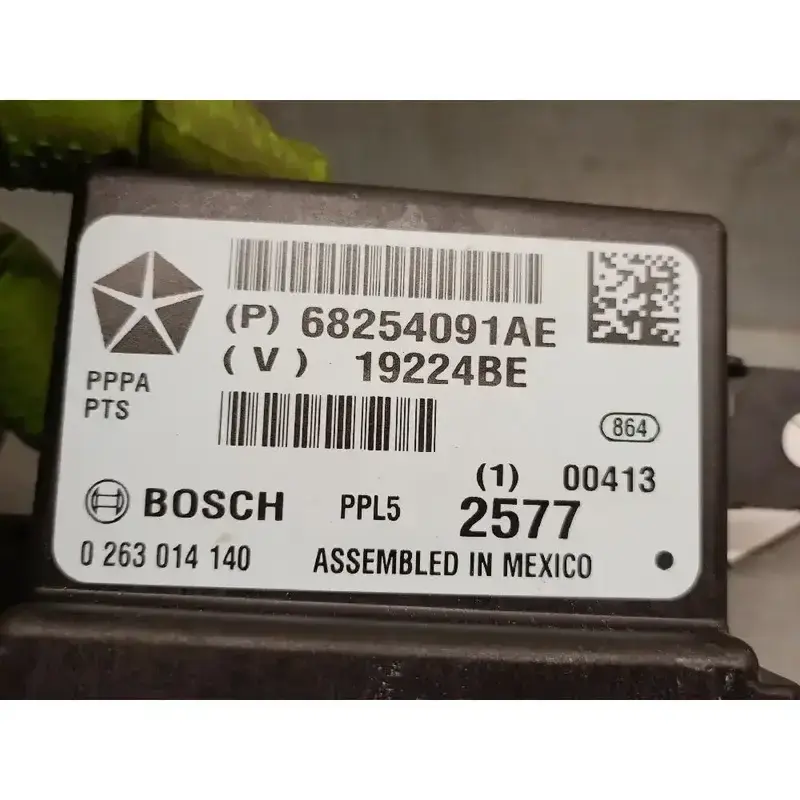 (P) 68254091AE
(V) 19224BE
PPPA
PTS
864
(1) 00413
BOSCH PPL5 2577
0 263 014 140 ASSEMBLED IN MEXICO